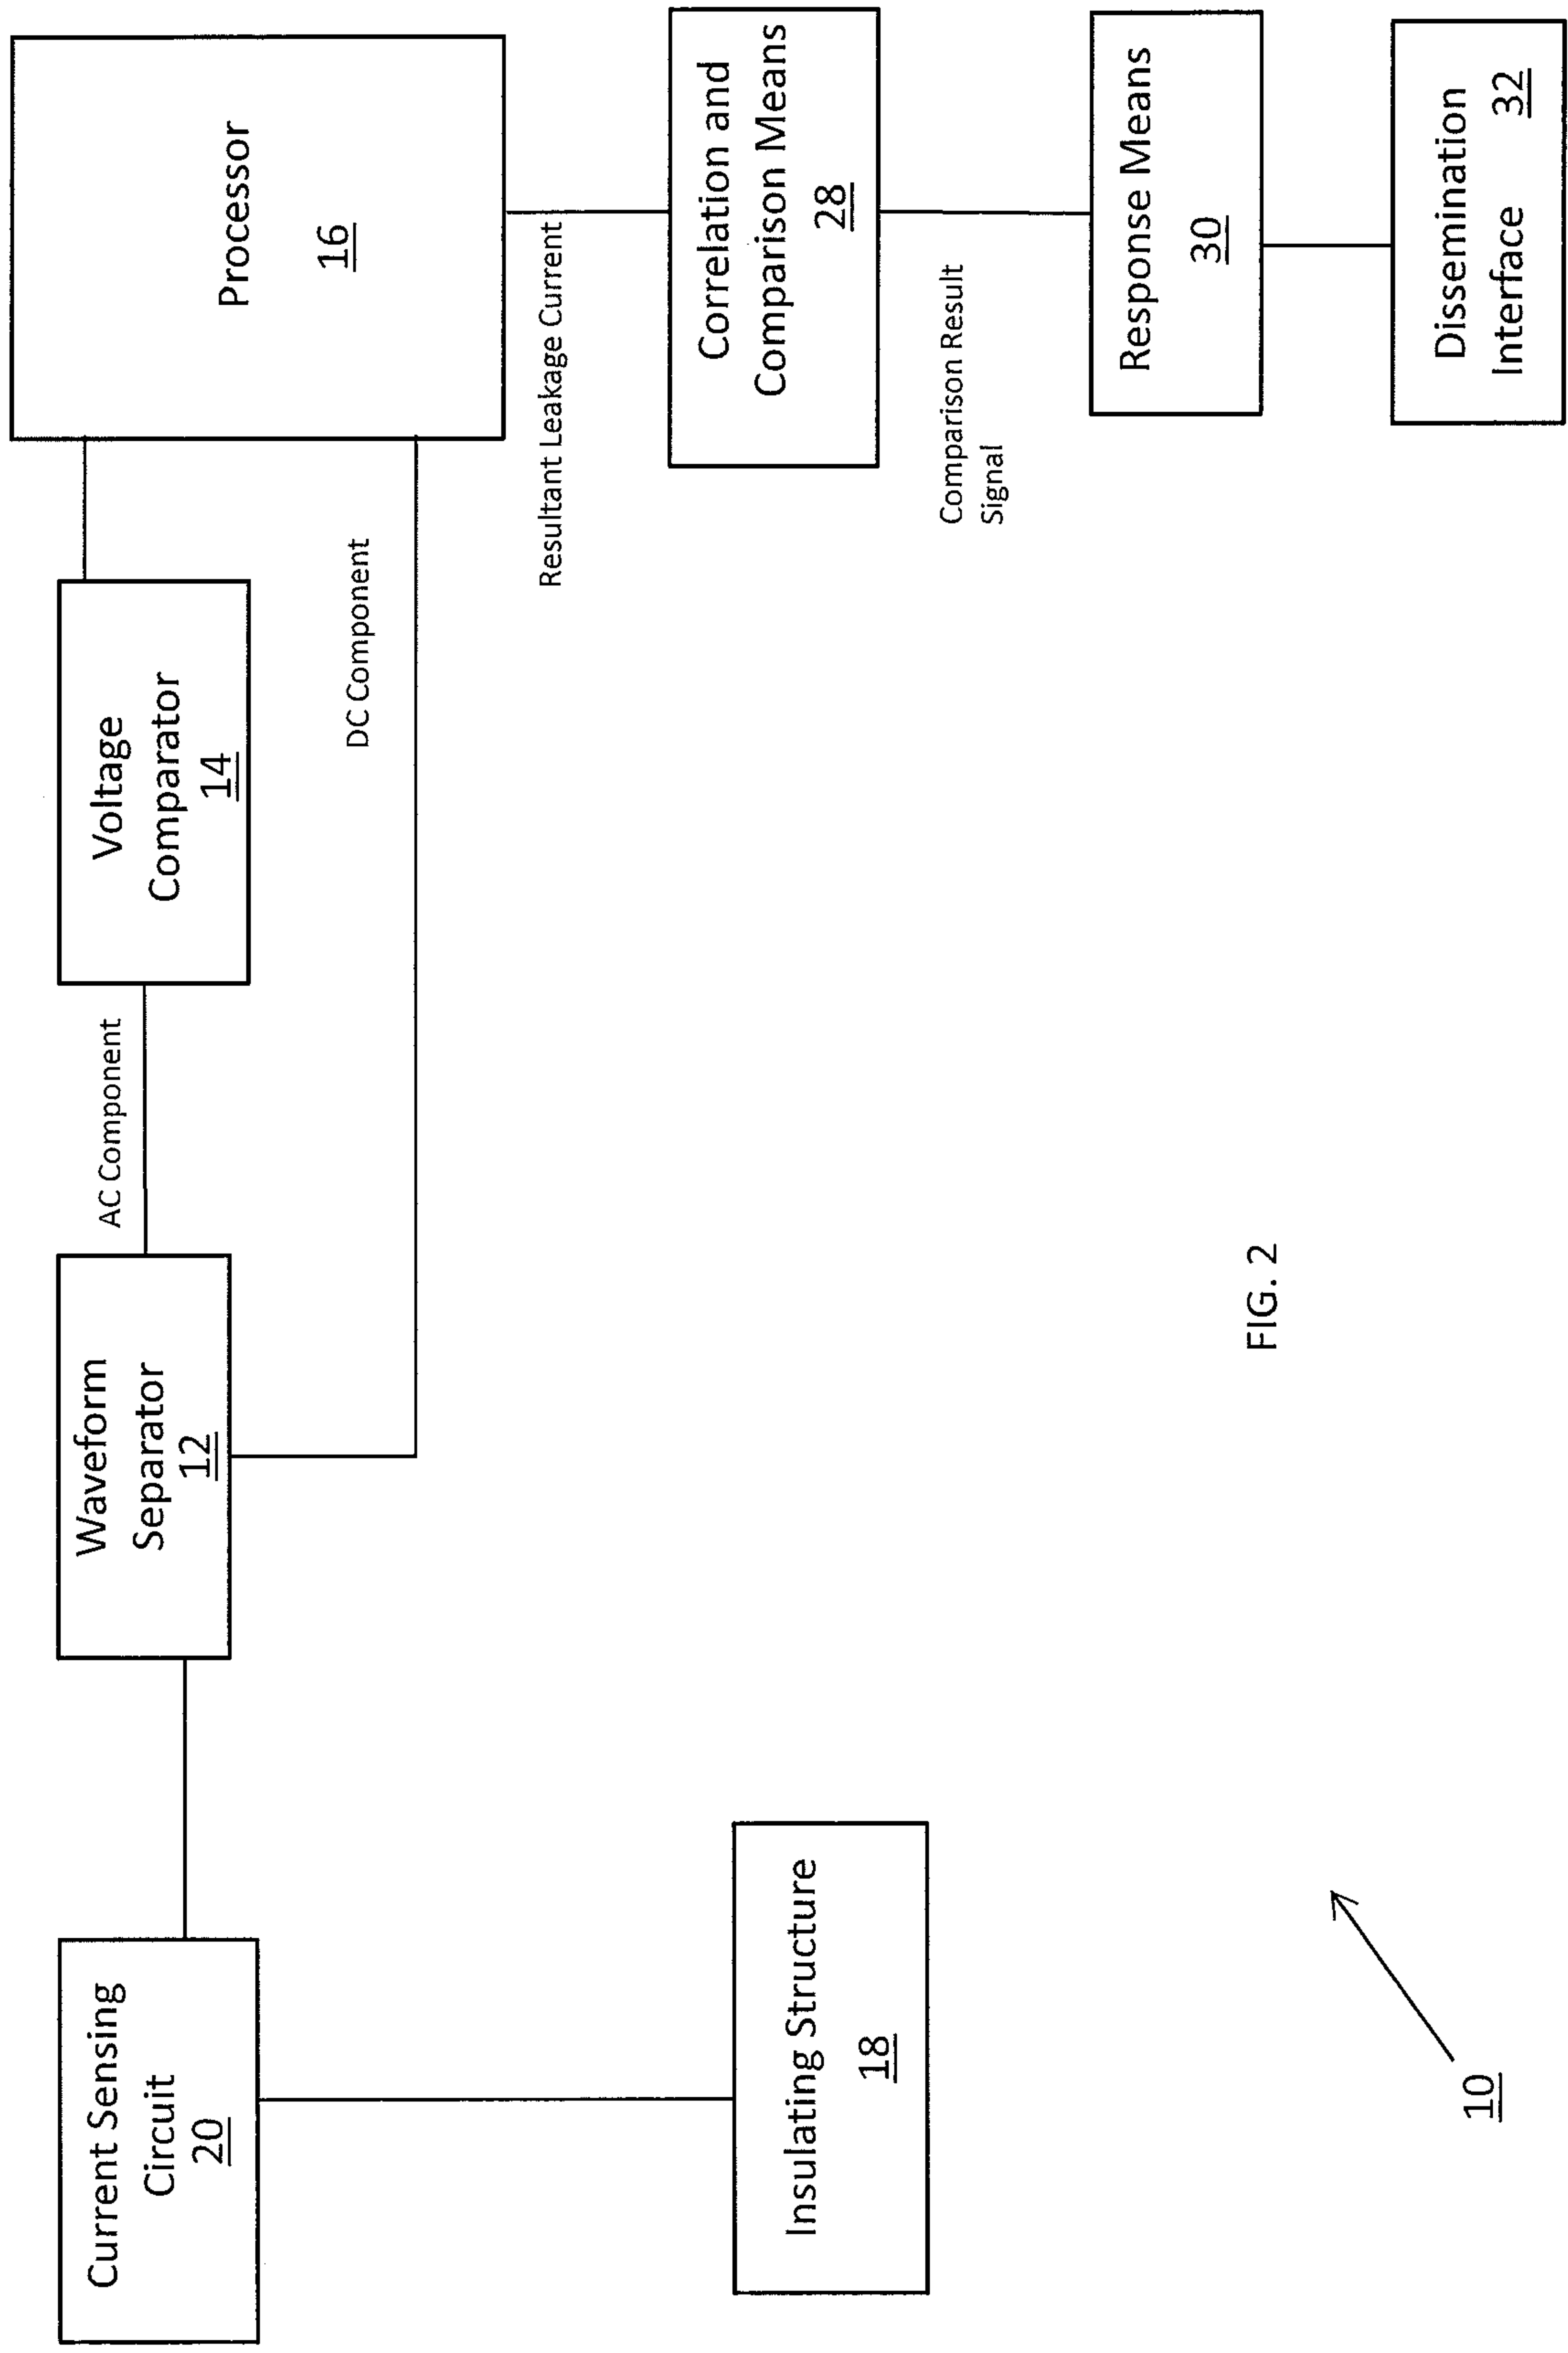 Current Sensing
Circuit
20
Waveform
Separator
12
AC Component
Voltage
Comparator
14
DC Component
Processor
16
Resultant Leakage Current
Insulating Structure
18
Correlation and
Comparison Means
28
Comparison Result
Signal
Response Means
30
Dissemination
Interface 32
10
FIG. 2